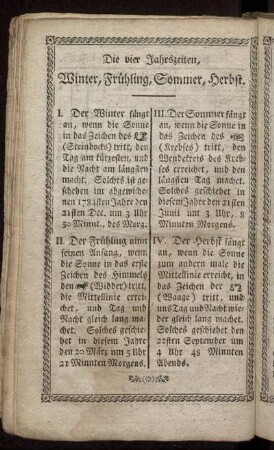 Die vier Jahrszeiten,
Winter, Frühling, Sommer, Herbst.
I. Der Winter fängt
an, wenn die Sonne
in das Zeichen des
(Steinbocks) tritt, den
Tag am kürzesten, und
die Nacht am längsten
macht. Solches ist ge-
schehen im abgewiche-
nen 1784sten Jahre den
21sten Dec. um 3 Uhr
50 Minut. des Morg.
II. Der Frühling nimt
seinen Anfang, wenn
die Sonne in das erste
Zeichen des Himmels
den (Widder) tritt,
die Mittellinie erreicht,
und Tag und
Nacht gleich lang ma-
chet. Solches geschie-
het in diesem Jahre
den 20 März um 5 Uhr
21 Minuten Morgens.
III. Der Sommer fängt
an, wenn die Sonne in
das Zeichen des
(Krebses) tritt, den
Wendekreis des Kreb-
ses erreichet, und den
längsten Tag machet.
Solches geschiehet in
diesem Jahre den 21sten
Junii um 3 Uhr, 8
Minuten Morgens.
IV. Der Herbst fängt
an, wenn die Sonne
zum andern male die
Mittellinie erreicht, in
das Zeichen der
(Waage) tritt, und
uns Tag und Nacht wie-
der gleich lang machet.
Solches geschiehet den
22sten September um
4 Uhr 48 Minuten
Abends.